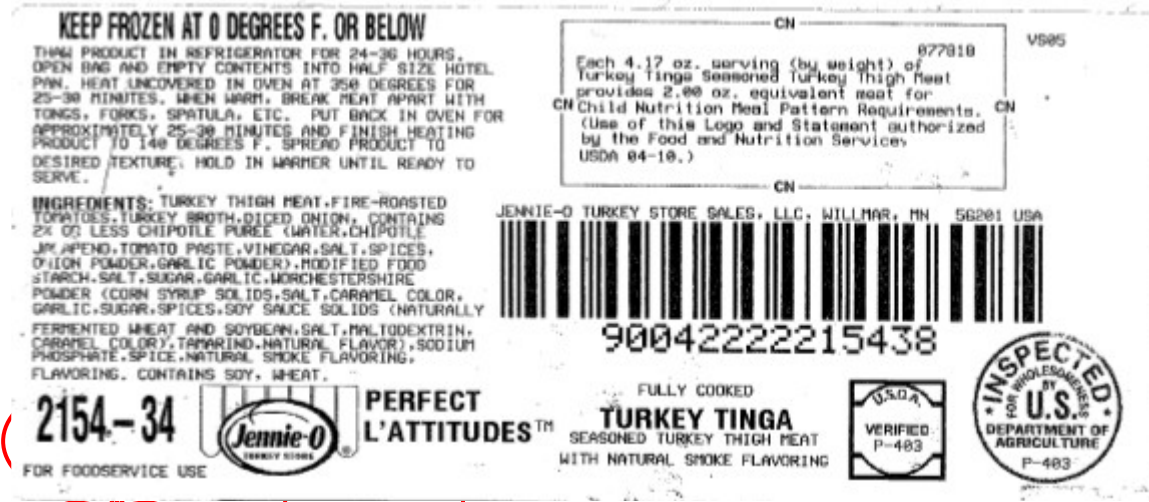 KEEP FROZEN AT 0 DEGREES F. OR BELOW
THAW PRODUCT IN REFRIGERATOR FOR 24-36 HOURS.
OPEN BAG AND EMPTY CONTENTS INTO HALF SIZE HOTEL
PAN. HEAT UNCOVERED IN OVEN AT 350 DEGREES FOR
25-30 MINUTES. WHEN WARM, BREAK MEAT APART WITH
TONGS, FORKS, SPATULA, ETC. PUT BACK IN OVEN FOR
APPROXIMATELY 25-30 MINUTES AND FINISH HEATING
PRODUCT TO 140 DEGREES F. SPREAD PRODUCT TO
DESIRED TEXTURE. HOLD IN WARMER UNTIL READY TO
SERVE.
INGREDIENTS: TURKEY THIGH MEAT,FIRE-ROASTED
TOMATOES,TURKEY BROTH,DICED ONION, CONTAINS
2% OR LESS CHIPOTLE PUREE (WATER,CHIPOTLE
JALAPENO,TOMATO PASTE,VINEGAR,SALT,SPICES,
ONION POWDER,GARLIC POWDER),MODIFIED FOOD
STARCH,SALT,SUGAR,GARLIC,WORCHESTERSHIRE
POWDER (CORN SYRUP SOLIDS,SALT,CARAMEL COLOR,
GARLIC,SUGAR,SPICES,SOY SAUCE SOLIDS (NATURALLY
FERMENTED WHEAT AND SOYBEAN,SALT,MALTODEXTRIN,
CARAMEL COLOR),TAMARIND,NATURAL FLAVOR),SODIUM
PHOSPHATE,SPICE,NATURAL SMOKE FLAVORING,
FLAVORING. CONTAINS SOY, WHEAT.
2154-34
FOR FOODSERVICE USE
Jennie-O ®
TURKEY STORE
PERFECT
L'ATTITUDES™
CN
077818
VS05
Each 4.17 oz. serving (by weight) of
Turkey Tinga Seasoned Turkey Thigh Meat
provides 2.00 oz. equivalent meat for
CN Child Nutrition Meal Pattern Requirements. CN
(Use of this Logo and Statement authorized
by the Food and Nutrition Service,
USDA 04-10.)
CN
JENNIE-O TURKEY STORE SALES, LLC, WILLMAR, MN 56201 USA
90042222215438
FULLY COOKED
TURKEY TINGA
SEASONED TURKEY THIGH MEAT
WITH NATURAL SMOKE FLAVORING
U.S.D.A.
VERIFIED
P-403
INSPECTED
FOR WHOLESOMENESS
BY
U.S.
DEPARTMENT OF
AGRICULTURE
P-403